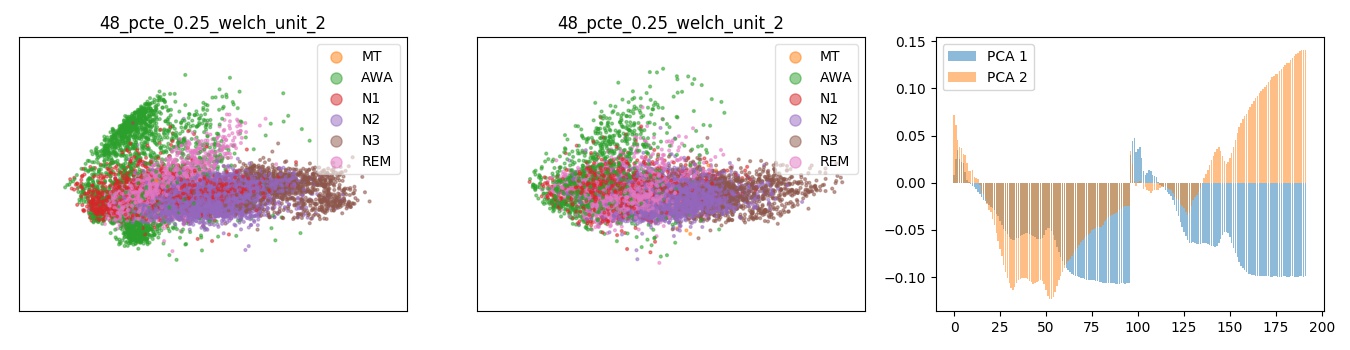 48_pcte_0.25_welch_unit_2
MT
AWA
N1
N2
N3
REM
48_pcte_0.25_welch_unit_2
MT
AWA
N1
N2
N3
REM
PCA 1
PCA 2
0.15
0.10
0.05
0.00
−0.05
−0.10
0 25 50 75 100 125 150 175 200